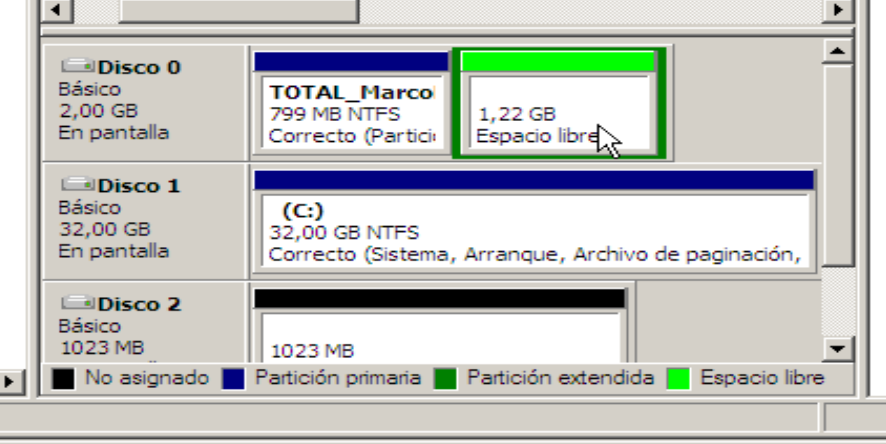 Disco 0
Básico
2,00 GB
En pantalla
TOTAL_Marco
799 MB NTFS
Correcto (Partici
1,22 GB
Espacio libre
Disco 1
Básico
32,00 GB
En pantalla
(C:)
32,00 GB NTFS
Correcto (Sistema, Arranque, Archivo de paginación,
Disco 2
Básico
1023 MB
1023 MB
No asignado Partición primaria Partición extendida Espacio libre